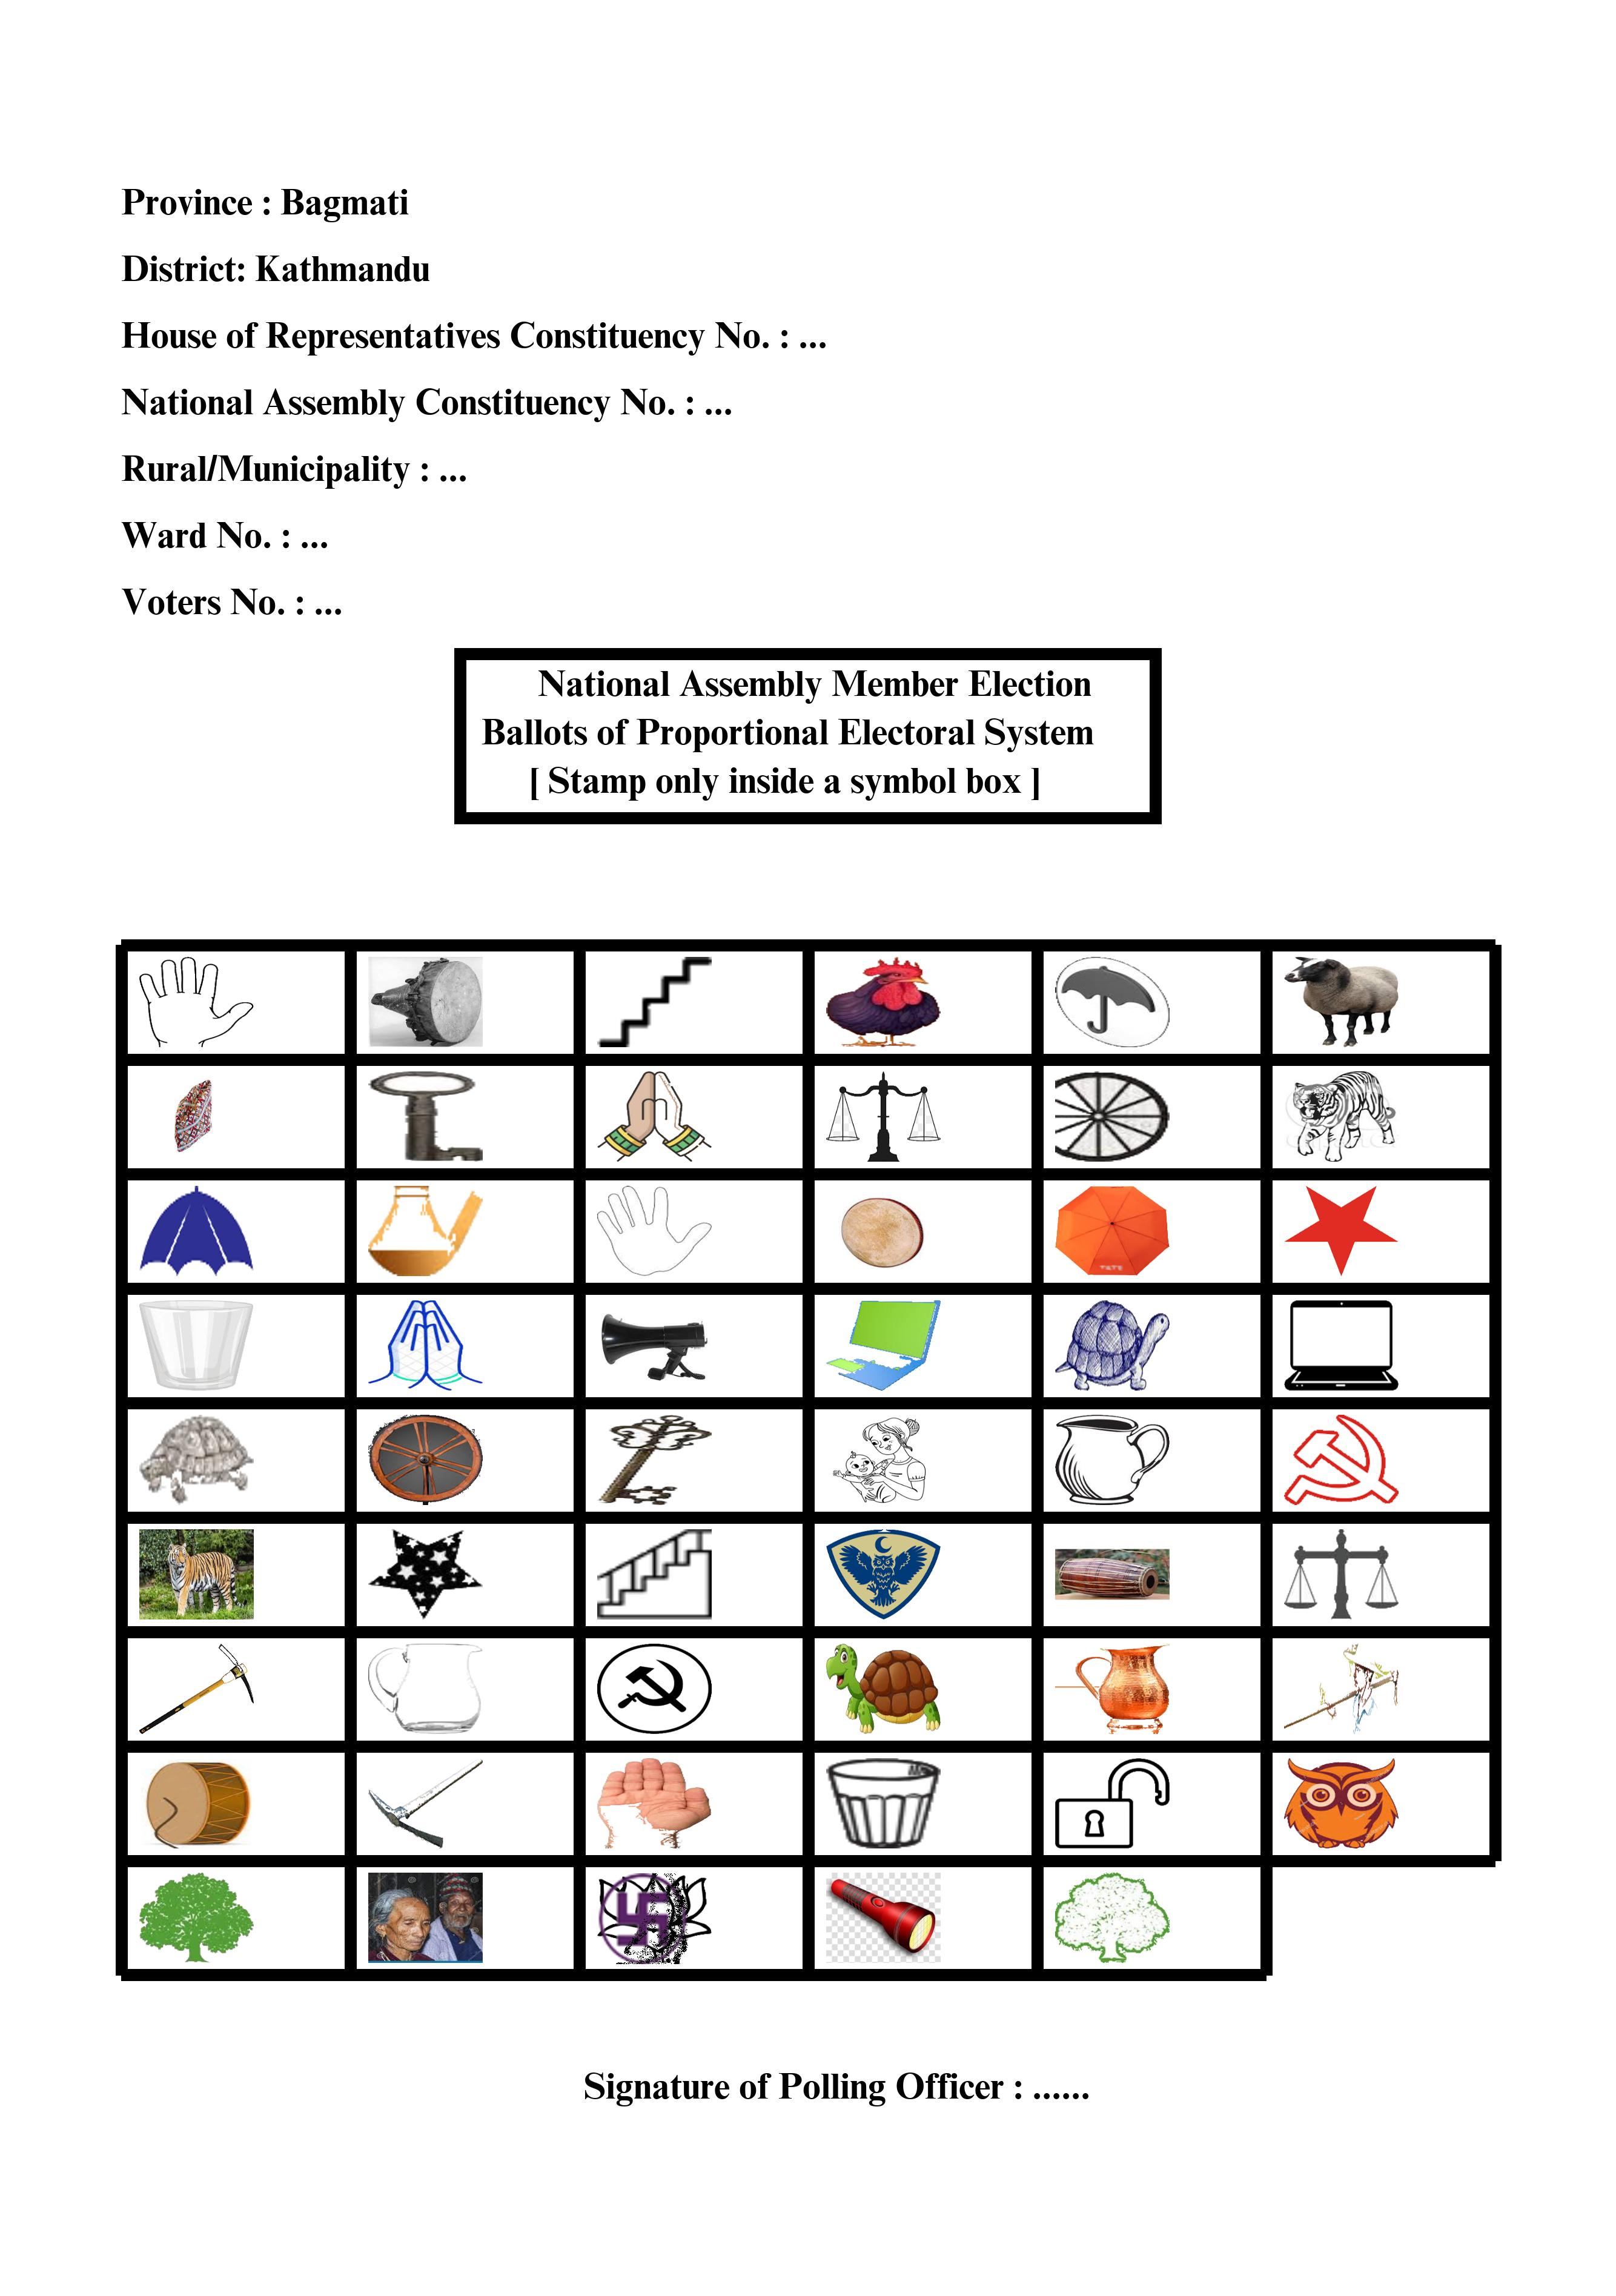 Province : Bagmati
District: Kathmandu
House of Representatives Constituency No. : ...
National Assembly Constituency No. : ...
Rural/Municipality : ...
Ward No. : ...
Voters No. : ...
National Assembly Member Election
Ballots of Proportional Electoral System
[ Stamp only inside a symbol box ]
Signature of Polling Officer : ......